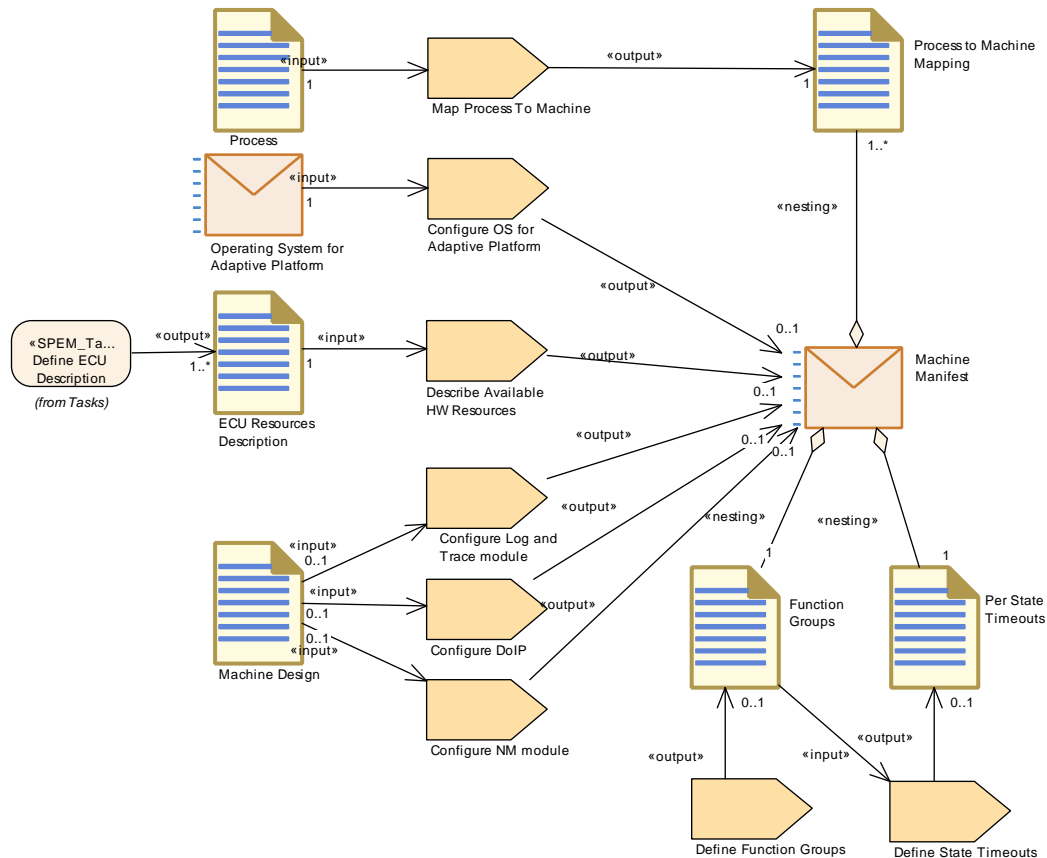 «input»
1
Process
Map Process To Machine
«output»
1
Process to Machine
Mapping
1..*
«nesting»
«input»
1
Operating System for
Adaptive Platform
Configure OS for
Adaptive Platform
«output»
0..1
«SPEM_Ta...
Define ECU
Description
(from Tasks)
«output»
1..*
ECU Resources
Description
«input»
1
Describe Available
HW Resources
«output»
0..1
Machine
Manifest
«output»
0..1
Configure Log and
Trace module
«output»
0..1
«nesting»
«nesting»
«input»
0..1
«input»
0..1
0..1
«input»
Machine Design
Configure DoIP
«output»
0..1
Configure NM module
1
Function
Groups
1
Per State
Timeouts
0..1
0..1
«output»
«input»
«output»
Define Function Groups
Define State Timeouts